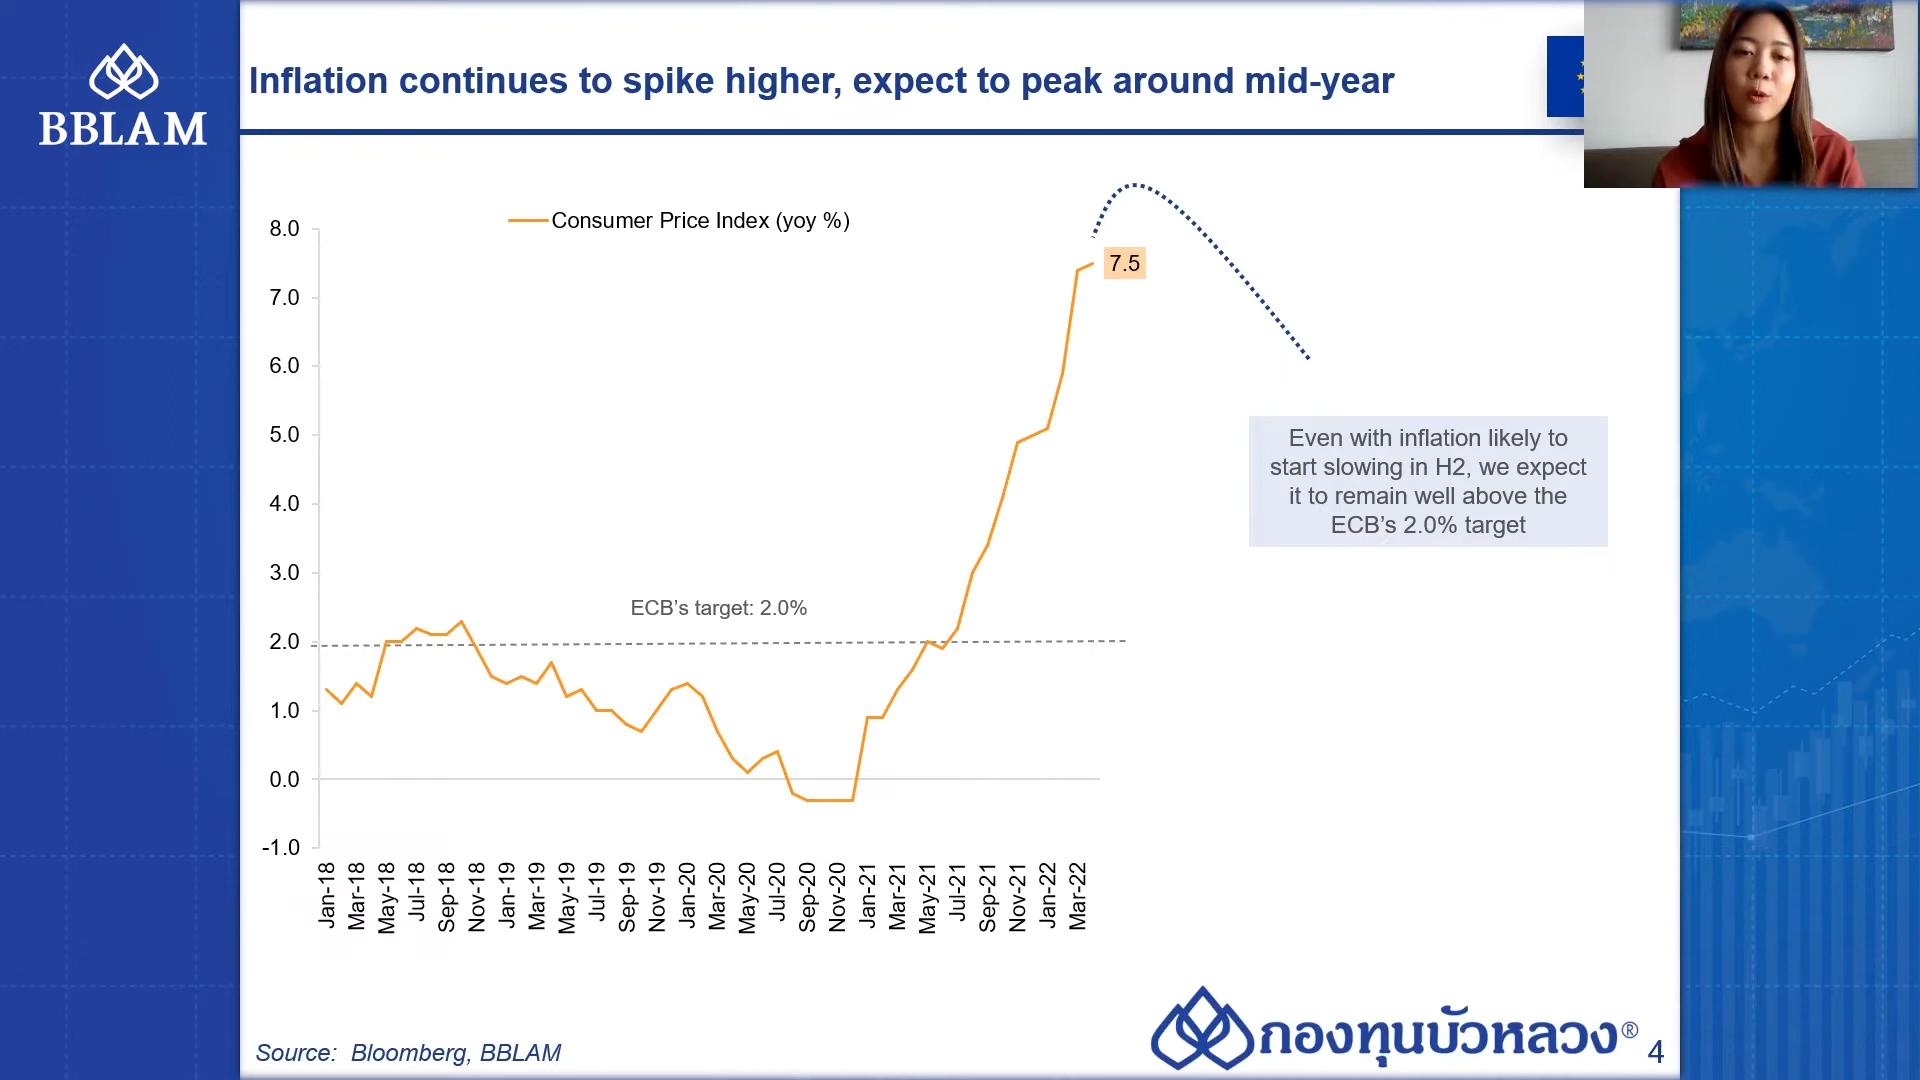 BBLAM
Inflation continues to spike higher, expect to peak around mid-year
Consumer Price Index (yoy %)
8.0
7.0
6.0
5.0
4.0
3.0
2.0
1.0
0.0
-1.0
7.5
ECB’s target: 2.0%
Even with inflation likely to
start slowing in H2, we expect
it to remain well above the
ECB’s 2.0% target
Jan-18
Mar-18
May-18
Jul-18
Sep-18
Nov-18
Jan-19
Mar-19
May-19
Jul-19
Sep-19
Nov-19
Jan-20
Mar-20
May-20
Jul-20
Sep-20
Nov-20
Jan-21
Mar-21
May-21
Jul-21
Sep-21
Nov-21
Jan-22
Mar-22
Source: Bloomberg, BBLAM
กองทุนบัวหลวง®
4